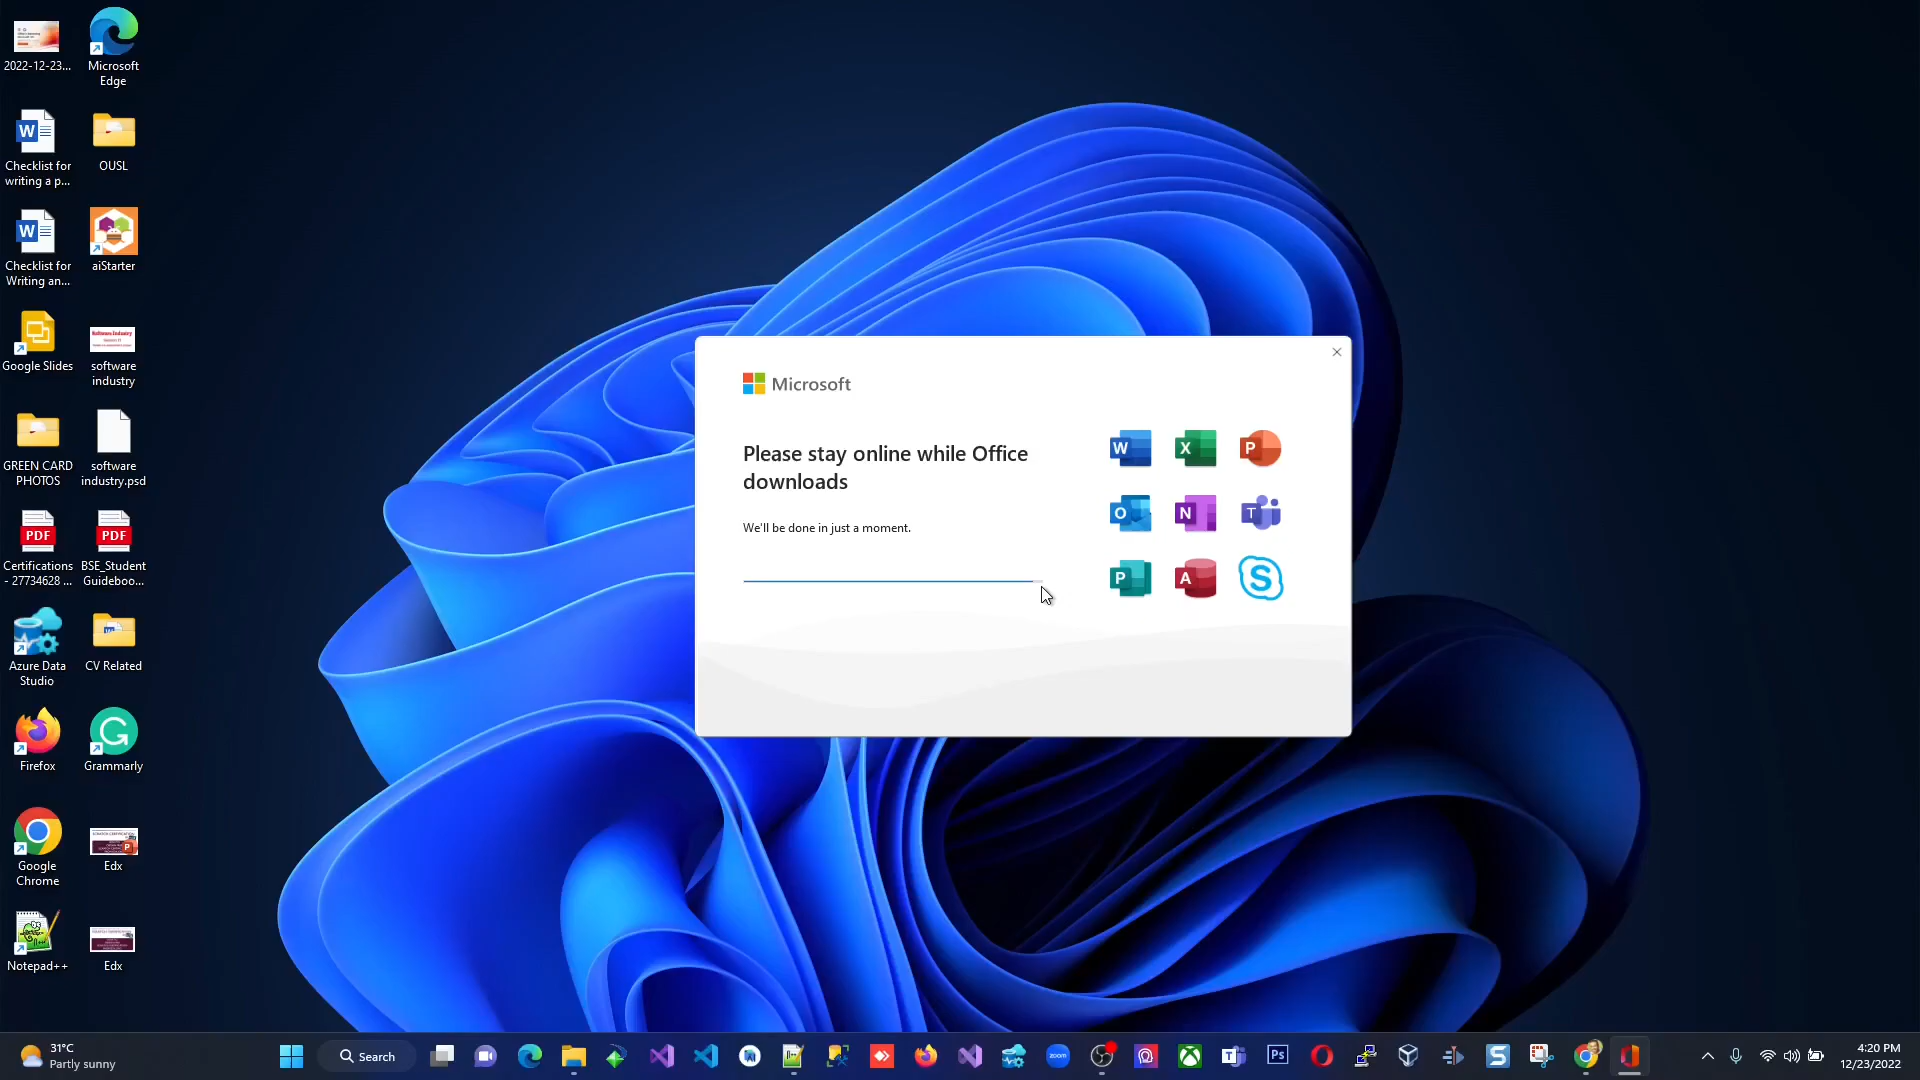 2022-12-23...
Microsoft
Edge
Checklist for
writing a p...
OUSL
Checklist for
Writing an...
aiStarter
Google Slides
software
industry
GREEN CARD
PHOTOS
software
industry.psd
PDF
Certifications
- 27734628 ...
PDF
BSE_Student
Guideboo...
Azure Data
Studio
CV Related
Firefox
Grammarly
Google
Chrome
Edx
Notepad++
Edx
Microsoft
Please stay online while Office
downloads
We'll be done in just a moment.
W
X
P
O
N
T
P
A
S
31°C
Partly sunny
Search
zoom
Ps
S
4:20 PM
12/23/2022